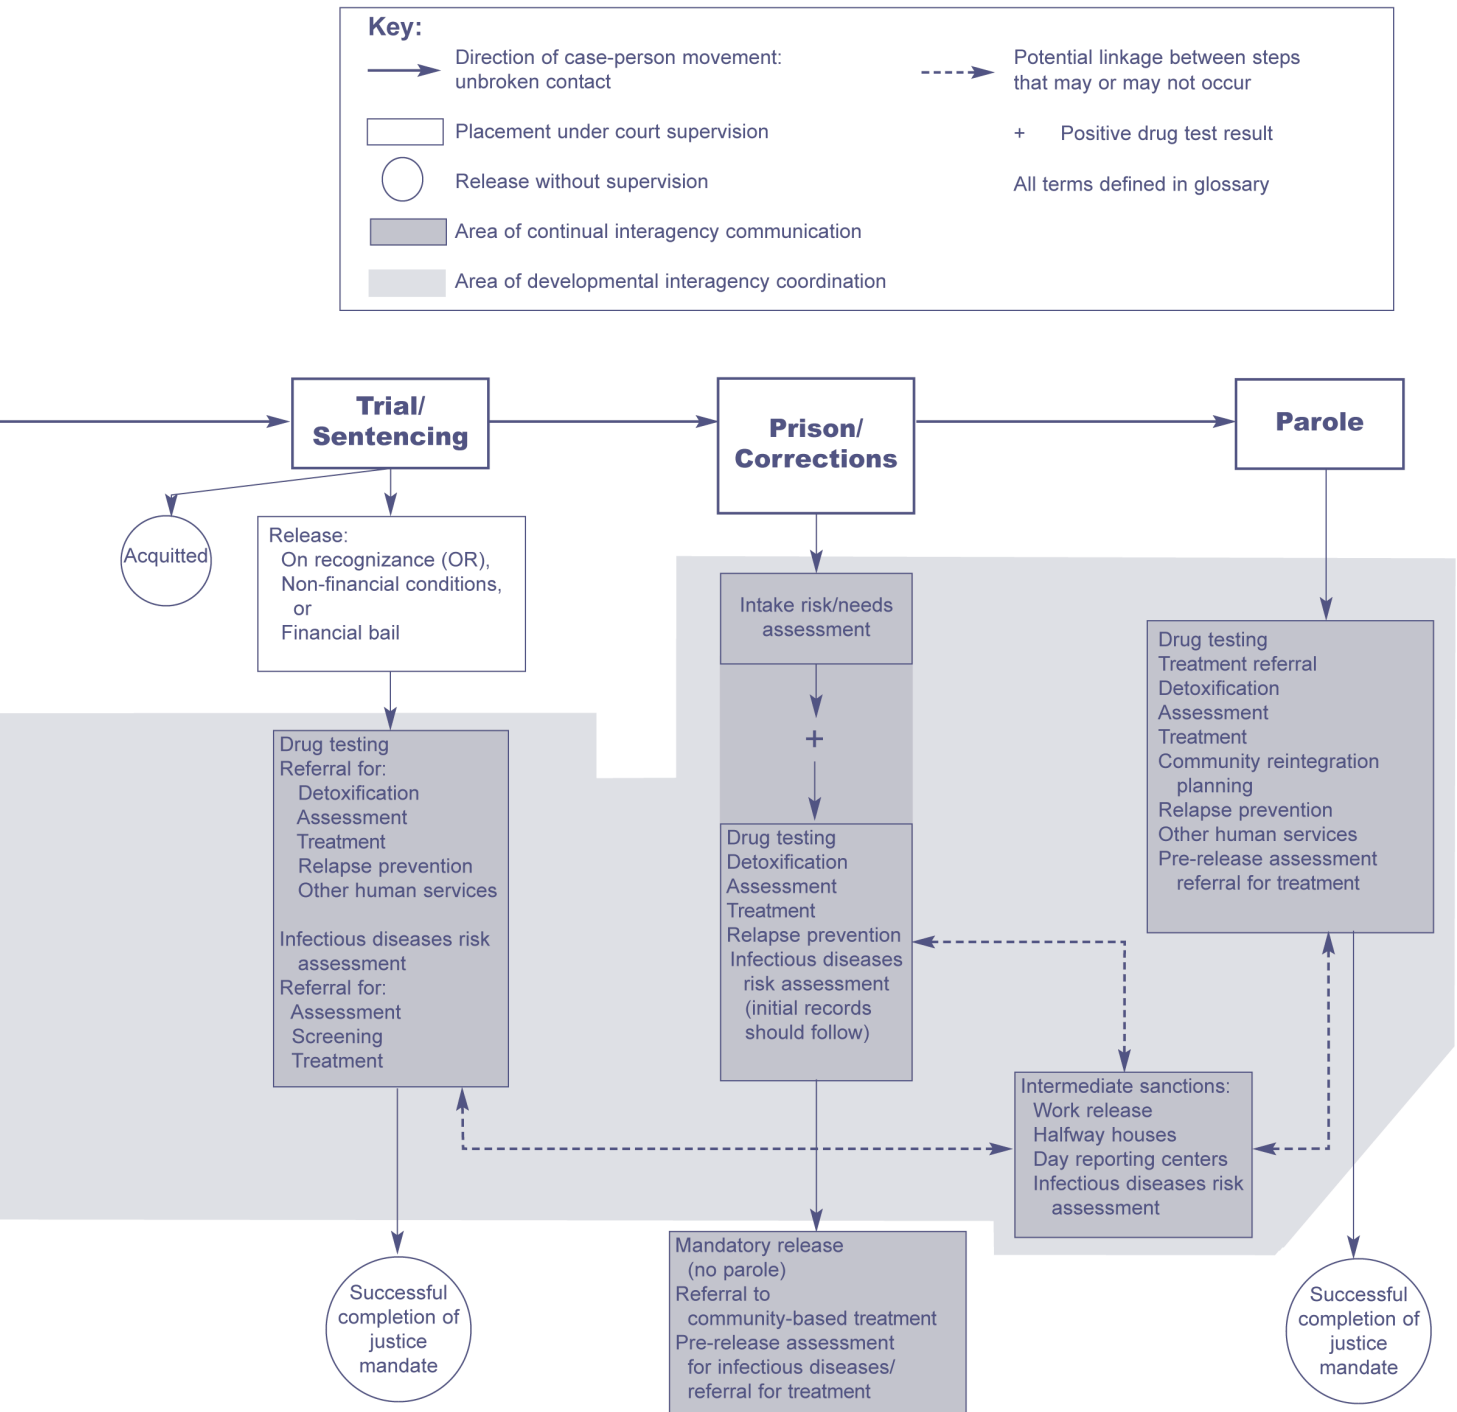 Key:
Direction of case-person movement:
unbroken contact
Placement under court supervision
Release without supervision
Area of continual interagency communication
Area of developmental interagency coordination
Potential linkage between steps
that may or may not occur
+ Positive drug test result
All terms defined in glossary
Trial/
Sentencing
Prison/
Corrections
Parole
Acquitted
Release:
On recognizance (OR),
Non-financial conditions,
or
Financial bail
Drug testing
Referral for:
Detoxification
Assessment
Treatment
Relapse prevention
Other human services
Infectious diseases risk
assessment
Referral for:
Assessment
Screening
Treatment
Successful
completion of
justice
mandate
Intake risk/needs
assessment
+
Drug testing
Detoxification
Assessment
Treatment
Relapse prevention
Infectious diseases
risk assessment
(initial records
should follow)
Mandatory release
(no parole)
Referral to
community-based treatment
Pre-release assessment
for infectious diseases/
referral for treatment
Intermediate sanctions:
Work release
Halfway houses
Day reporting centers
Infectious diseases risk
assessment
Drug testing
Treatment referral
Detoxification
Assessment
Treatment
Community reintegration
planning
Relapse prevention
Other human services
Pre-release assessment
referral for treatment
Successful
completion of
justice
mandate